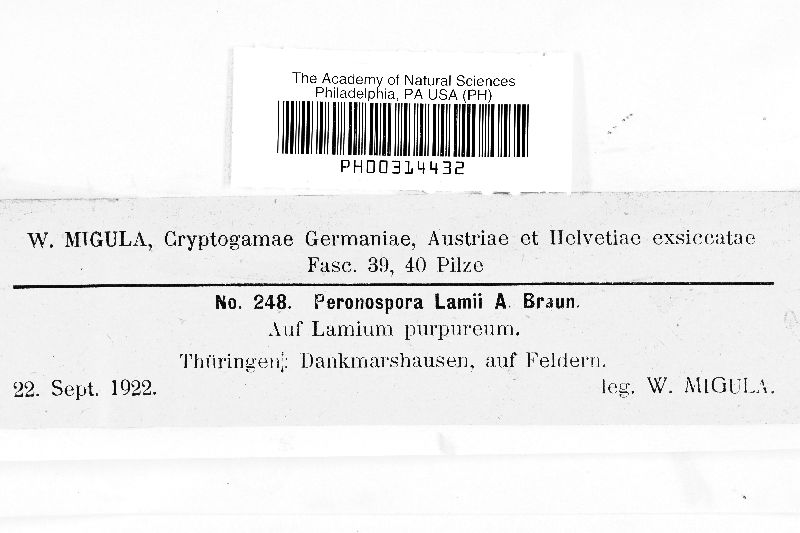 The Academy of Natural Sciences
Philadelphia, PA USA (PH)
PH00314432
W. MIGULA, Cryptogamae Germaniae, Austriae et Helvetiae exsiccatae
Fasc. 39, 40 Pilze
No. 248. Peronospora Lamii A. Braun.
Auf Lamium purpureum.
Thüringen: Dankmarshausen, auf Feldern.
22. Sept. 1922. leg. W. MIGULA.